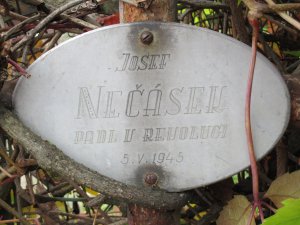 JOSEF
NEČÁSEK
PADL V REVOLUCI
5.V.1945